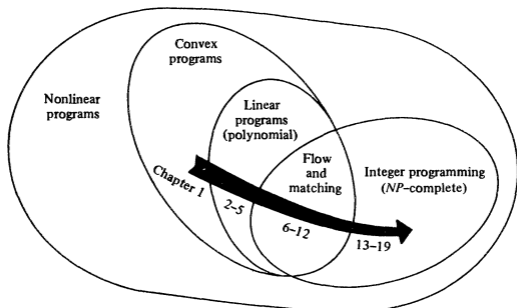 Convex
programs
Nonlinear
programs
Linear
programs
(polynomial)
Flow
and
matching
Integer programming
(NP-complete)
Chapter 1
2–5
6–12
13–19